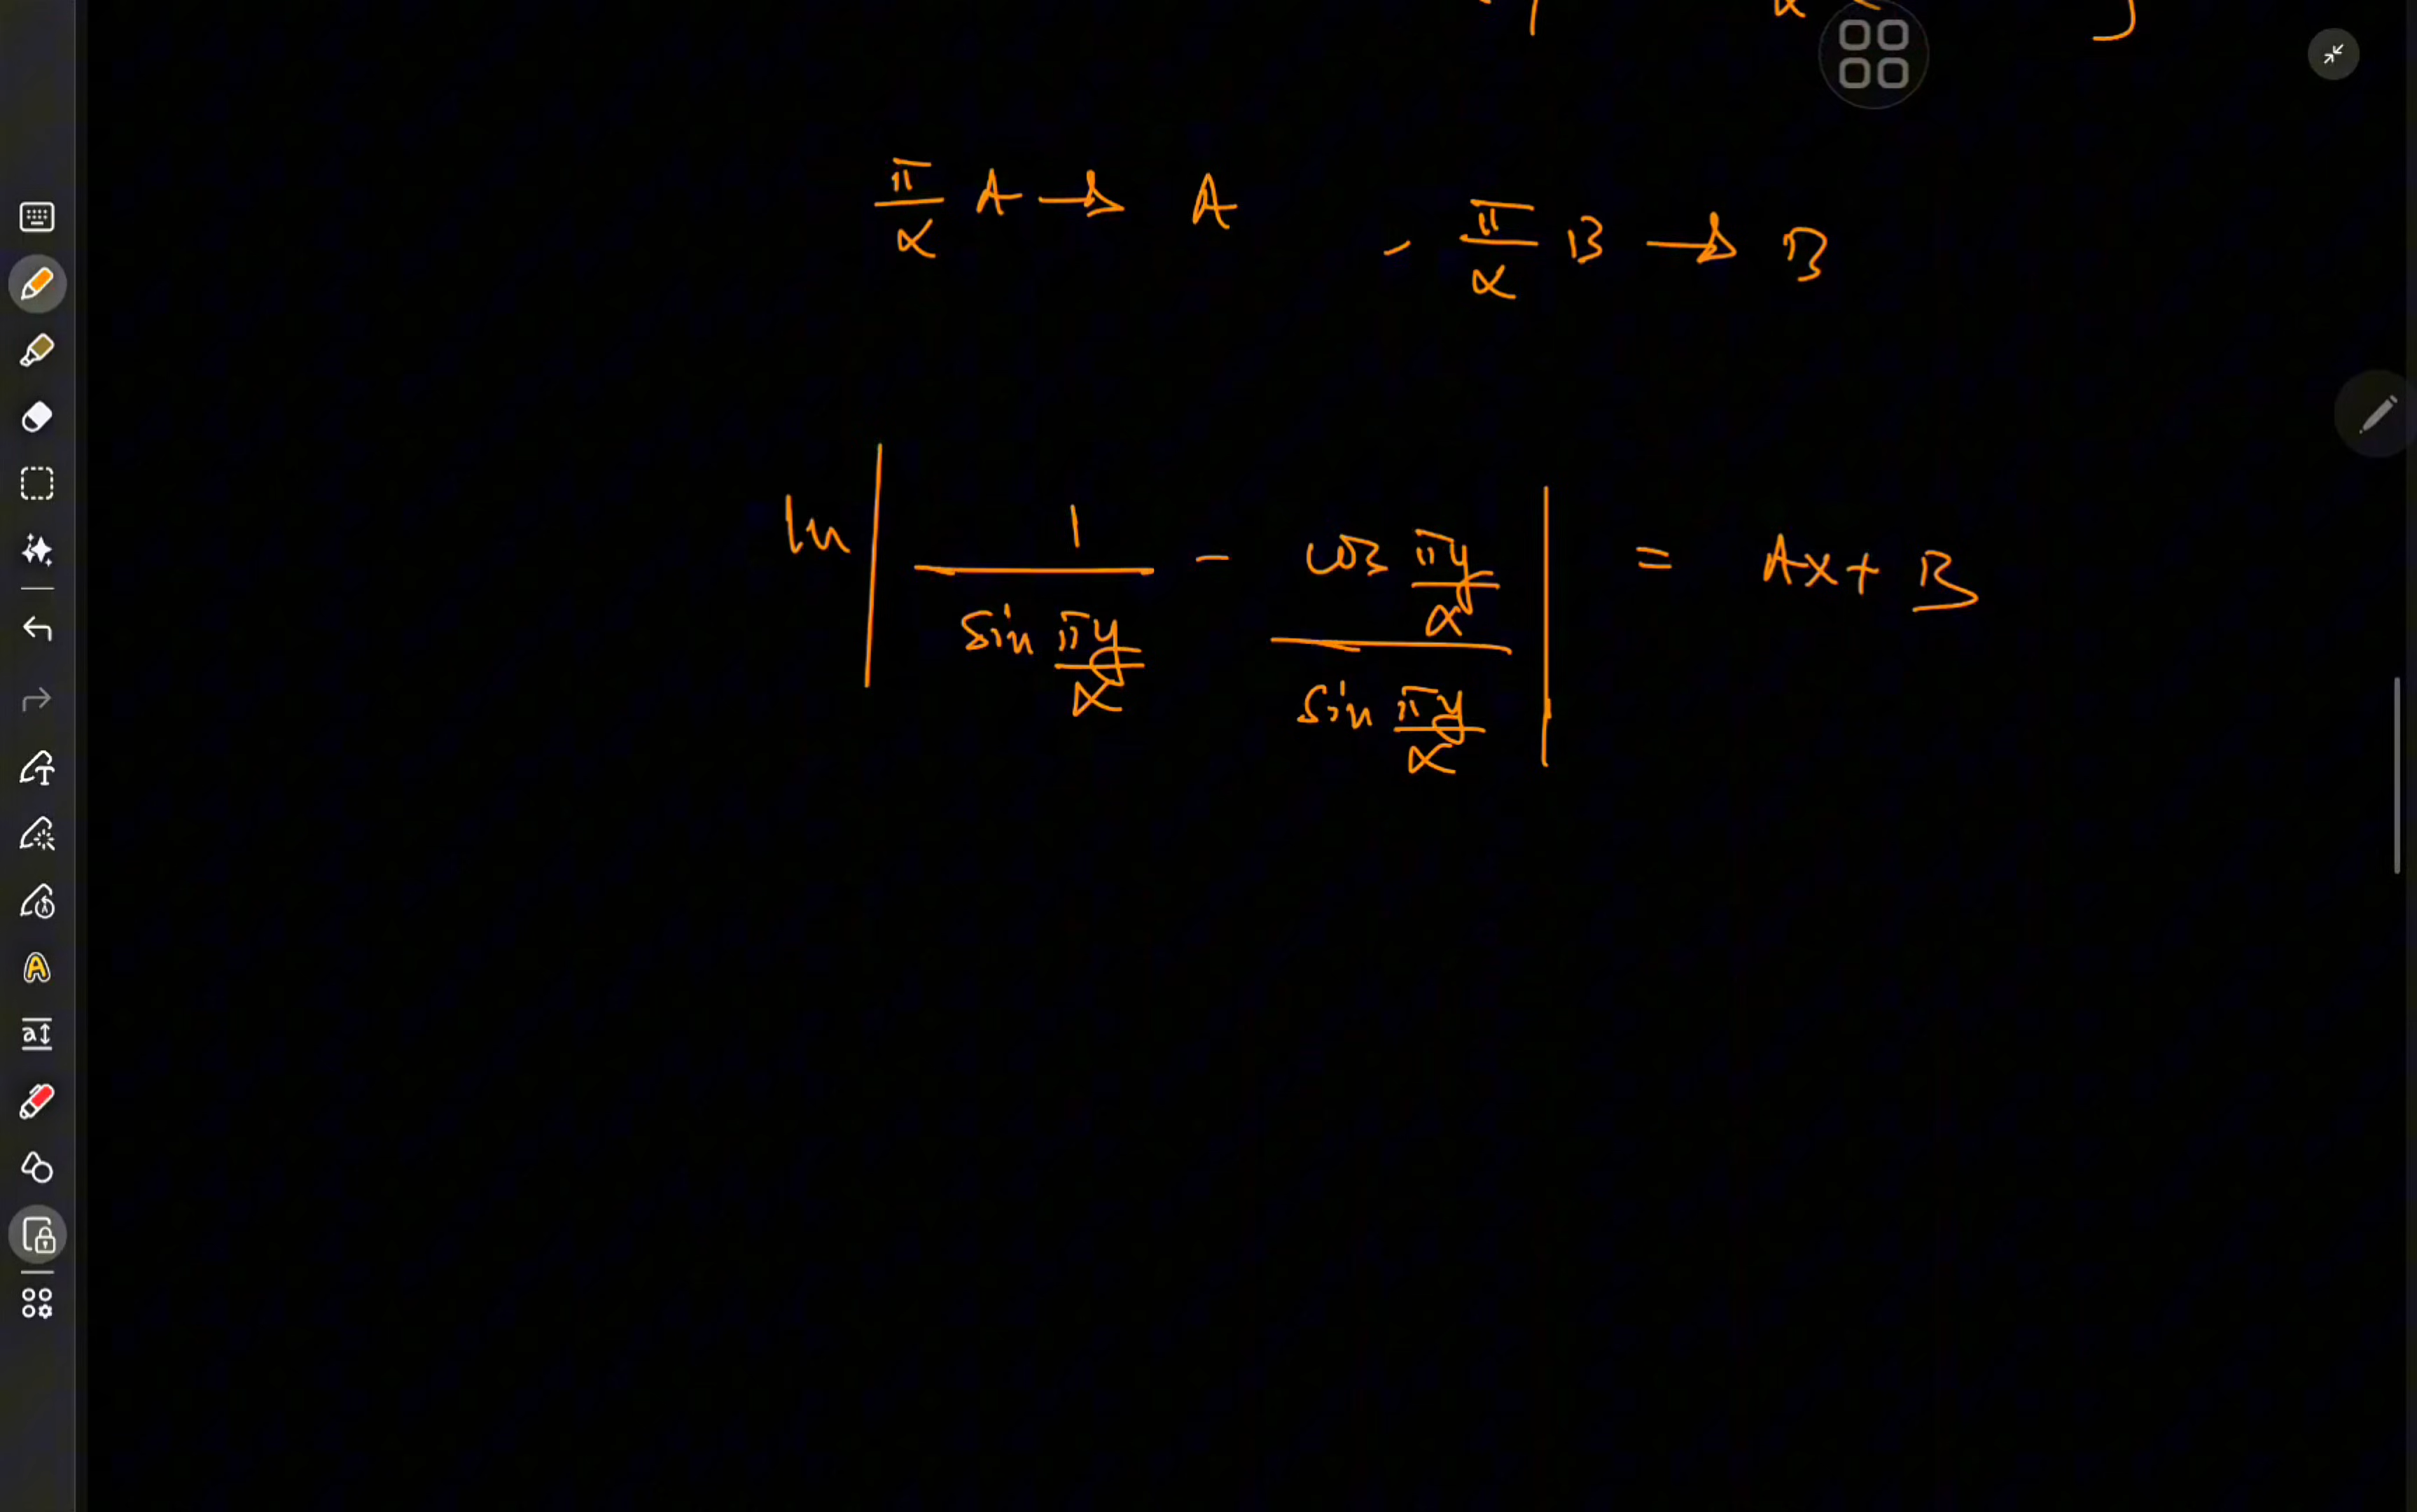 π/α A → A , π/α B → B
ln | 1/(sin πy/α) - (cos πy/α)/(sin πy/α) | = Ax + B